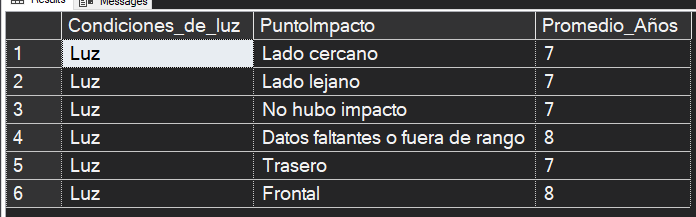 Results Messages
Condiciones_de_luz PuntoImpacto Promedio_Años
1 Luz Lado cercano 7
2 Luz Lado lejano 7
3 Luz No hubo impacto 7
4 Luz Datos faltantes o fuera de rango 8
5 Luz Trasero 7
6 Luz Frontal 8